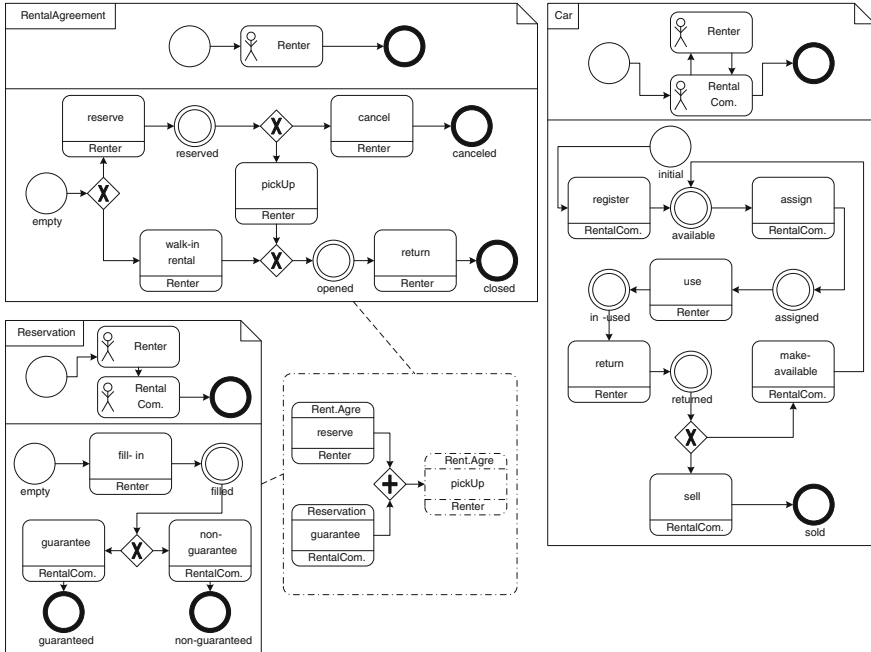 RentalAgreement
Renter
reserve
Renter
reserved
cancel
Renter
canceled
pickUp
Renter
empty
walk-in
rental
Renter
opened
return
Renter
closed
Reservation
Renter
Rental
Com.
empty
fill- in
Renter
filled
guarantee
RentalCom.
non-
guarantee
RentalCom.
guaranteed
non-guaranteed
Rent.Agre
reserve
Renter
Reservation
guarantee
RentalCom.
Rent.Agre
pickUp
Renter
Car
Renter
Rental
Com.
initial
register
RentalCom.
available
assign
RentalCom.
in -used
use
Renter
assigned
return
Renter
returned
make-
available
RentalCom.
sell
RentalCom.
sold